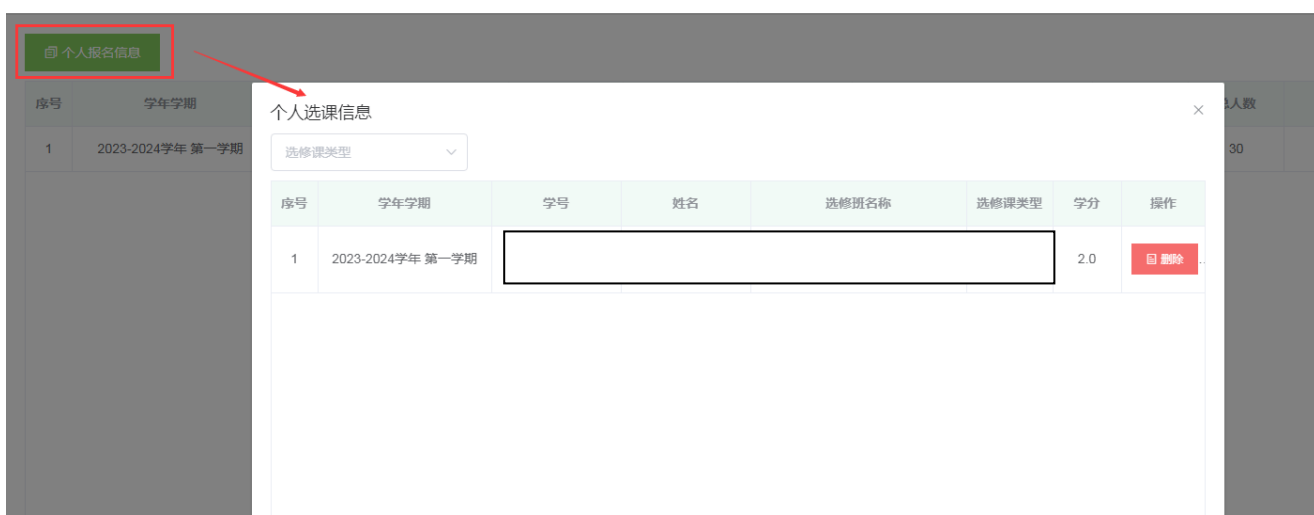 个人报名信息
序号 学年学期 人数
1 2023-2024学年 第一学期 30
个人选课信息
选修课类型
序号 学年学期 学号 姓名 选修班名称 选修课类型 学分 操作
1 2023-2024学年 第一学期 2.0 删除 ..